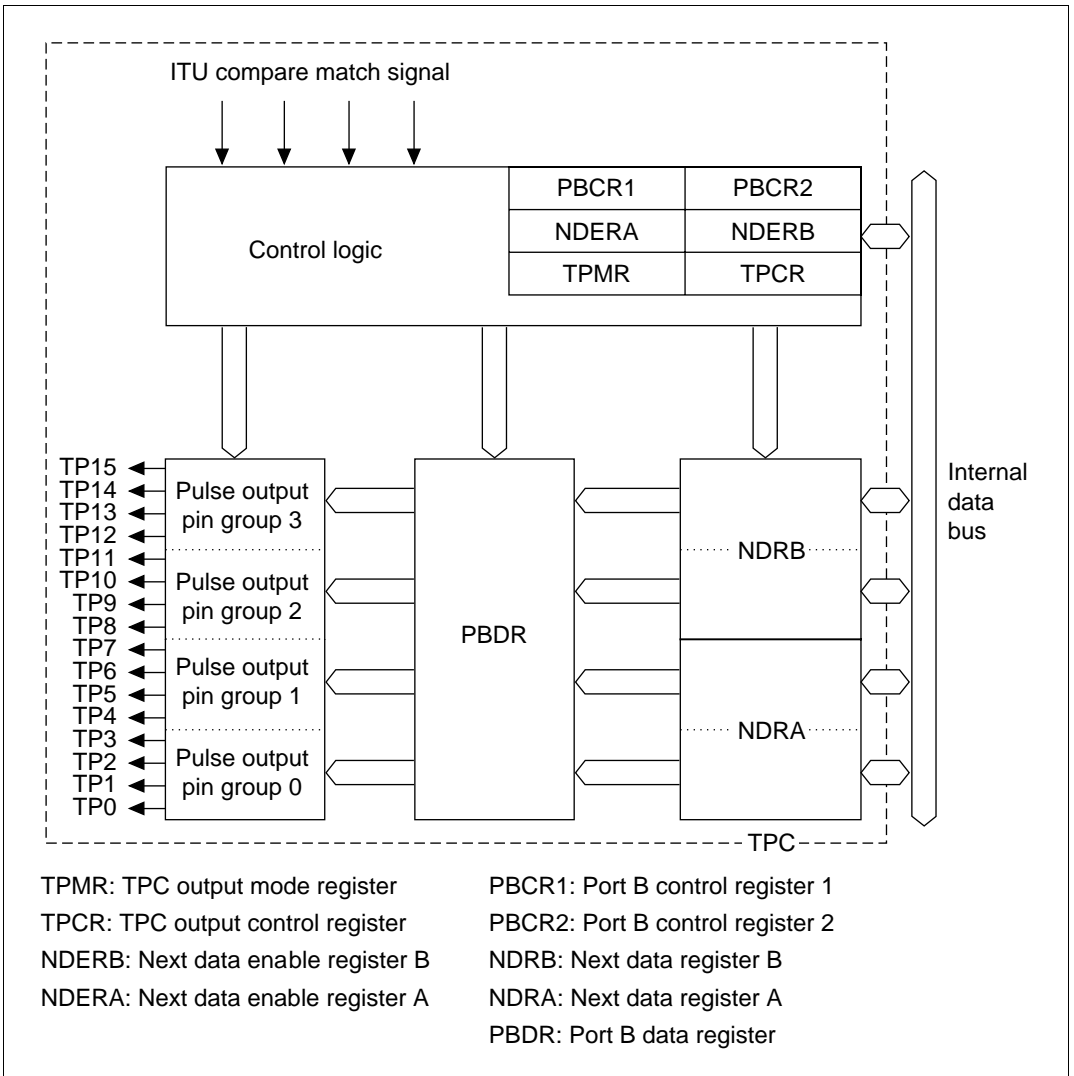 ITU compare match signal
PBCR1 PBCR2
Control logic NDERA NDERB
TPMR TPCR
TP15
TP14
TP13
TP12
TP11
TP10
TP9
TP8
TP7
TP6
TP5
TP4
TP3
TP2
TP1
TP0
Pulse output
pin group 3
Pulse output
pin group 2
Pulse output
pin group 1
Pulse output
pin group 0
PBDR
NDRB
NDRA
Internal
data
bus
TPC
TPMR: TPC output mode register
TPCR: TPC output control register
NDERB: Next data enable register B
NDERA: Next data enable register A
PBCR1: Port B control register 1
PBCR2: Port B control register 2
NDRB: Next data register B
NDRA: Next data register A
PBDR: Port B data register